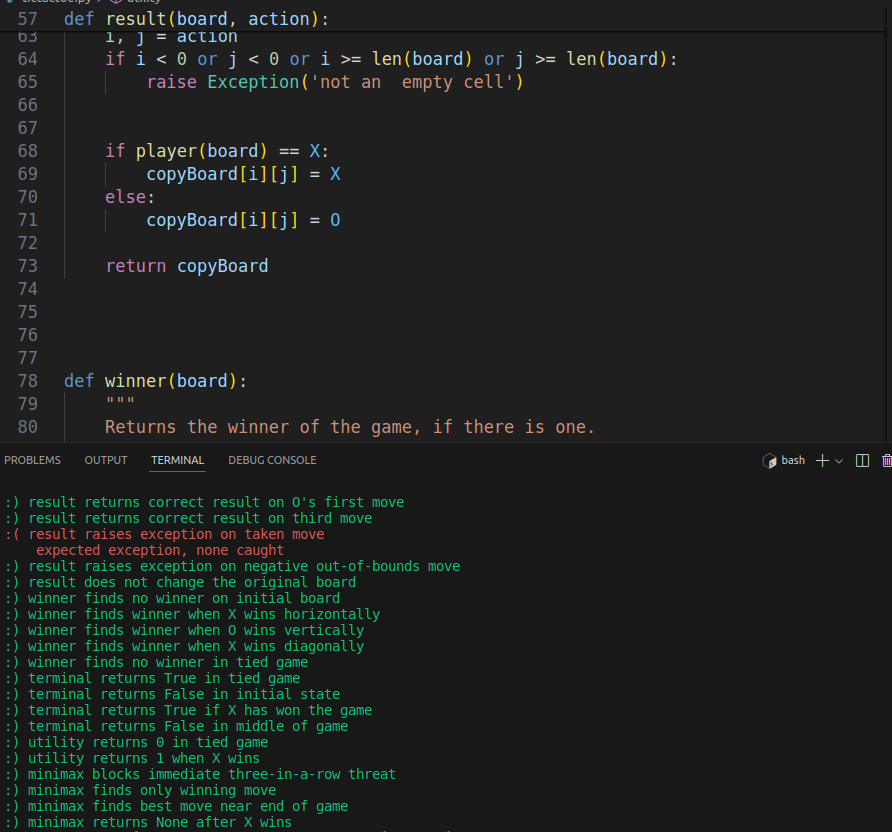 57 def result(board, action):
63 i, j = action
64 if i < 0 or j < 0 or i >= len(board) or j >= len(board):
65 raise Exception('not an  empty cell')
66
67
68 if player(board) == X:
69 copyBoard[i][j] = X
70 else:
71 copyBoard[i][j] = O
72
73 return copyBoard
74
75
76
77
78 def winner(board):
79 """
80 Returns the winner of the game, if there is one.
PROBLEMS OUTPUT TERMINAL DEBUG CONSOLE bash
:) result returns correct result on O's first move
:) result returns correct result on third move
:( result raises exception on taken move
expected exception, none caught
:) result raises exception on negative out-of-bounds move
:) result does not change the original board
:) winner finds no winner on initial board
:) winner finds winner when X wins horizontally
:) winner finds winner when O wins vertically
:) winner finds winner when X wins diagonally
:) winner finds no winner in tied game
:) terminal returns True in tied game
:) terminal returns False in initial state
:) terminal returns True if X has won the game
:) terminal returns False in middle of game
:) utility returns 0 in tied game
:) utility returns 1 when X wins
:) minimax blocks immediate three-in-a-row threat
:) minimax finds only winning move
:) minimax finds best move near end of game
:) minimax returns None after X wins